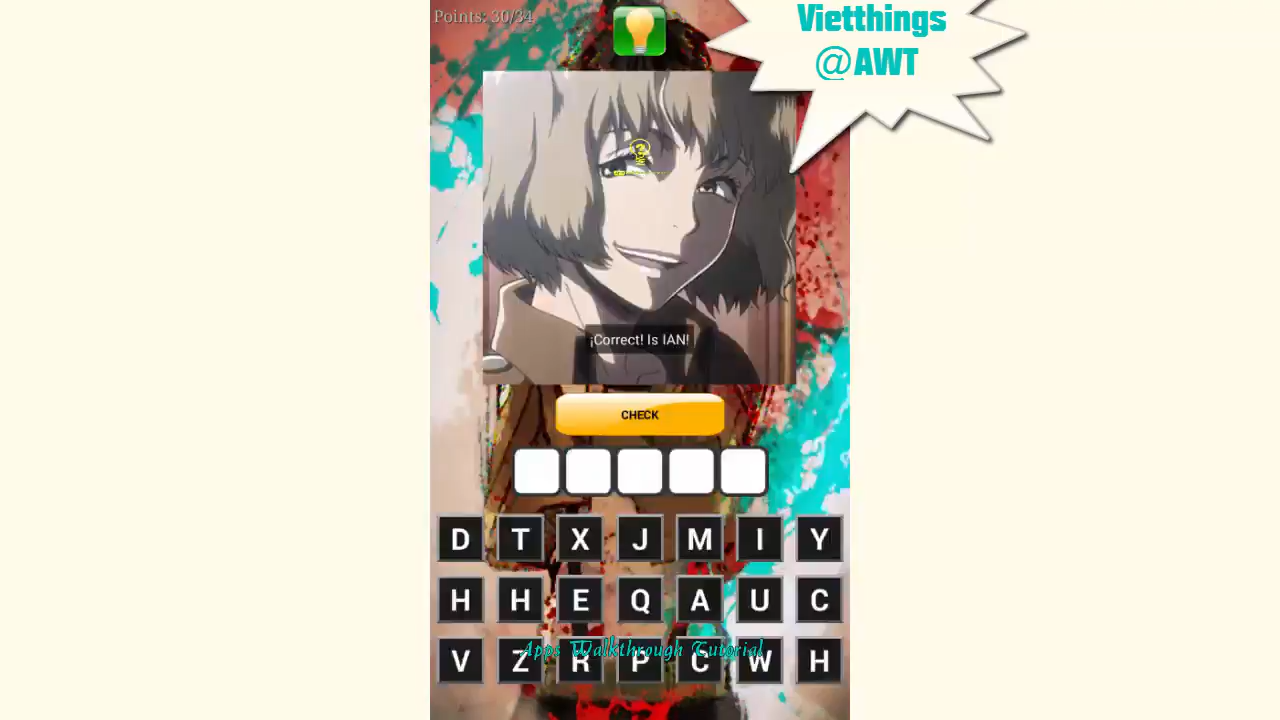 Points: 30/34
Vietthings
@AWT
¡Correct! Is IAN!
CHECK
D T X J M I Y
H H E Q A U C
V Z R P C W H
Apps Walkthrough Tutorial